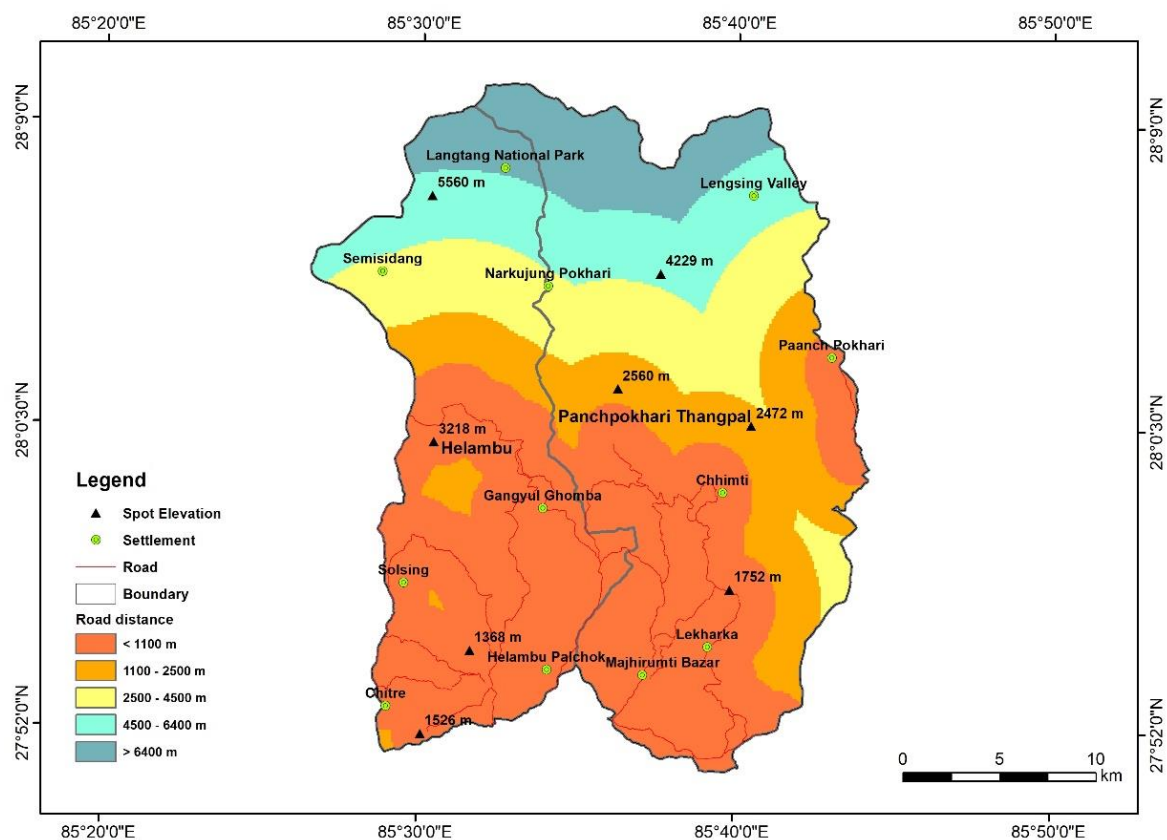 85°20'0"E 85°30'0"E 85°40'0"E 85°50'0"E
28°9'0"N
28°9'0"N
Langtang National Park
5560 m
Lengsing Valley
Semisidang
4229 m
Narkujung Pokhari
Paanch Pokhari
2560 m
Panchpokhari Thangpal
2472 m
28°0'30"N
28°0'30"N
3218 m
Helambu
Chhimti
Gangyul Ghomba
Solsing
1752 m
1368 m
Lekharka
Helambu Palchok
Majhirumti Bazar
Chitre
1526 m
27°52'0"N
27°52'0"N
Legend
Spot Elevation
Settlement
Road
Boundary
Road distance
< 1100 m
1100 - 2500 m
2500 - 4500 m
4500 - 6400 m
> 6400 m
0 5 10
km
85°20'0"E 85°30'0"E 85°40'0"E 85°50'0"E